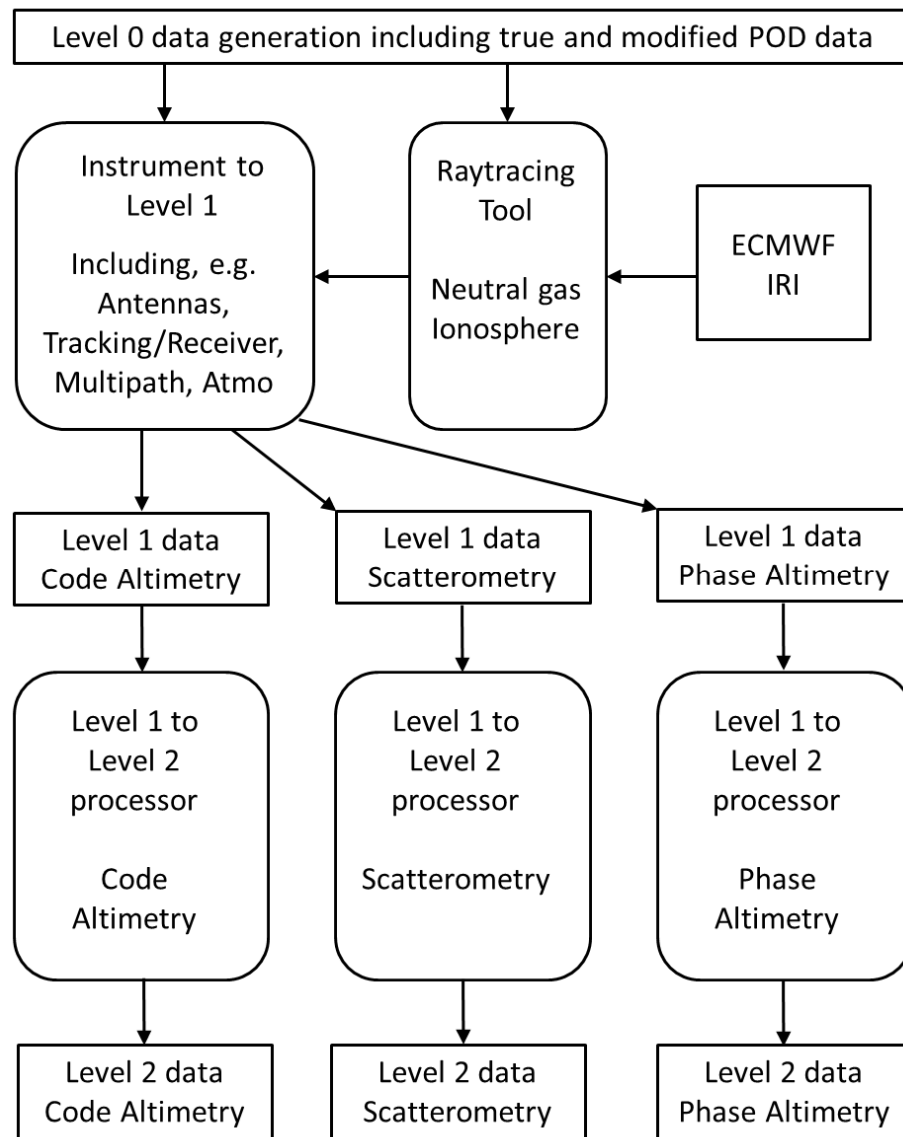 Level 0 data generation including true and modified POD data
Instrument to
Level 1
Including, e.g.
Antennas,
Tracking/Receiver,
Multipath, Atmo
Raytracing
Tool
Neutral gas
Ionosphere
ECMWF
IRI
Level 1 data
Code Altimetry
Level 1 data
Scatterometry
Level 1 data
Phase Altimetry
Level 1 to
Level 2
processor
Code
Altimetry
Level 1 to
Level 2
processor
Scatterometry
Level 1 to
Level 2
processor
Phase
Altimetry
Level 2 data
Code Altimetry
Level 2 data
Scatterometry
Level 2 data
Phase Altimetry